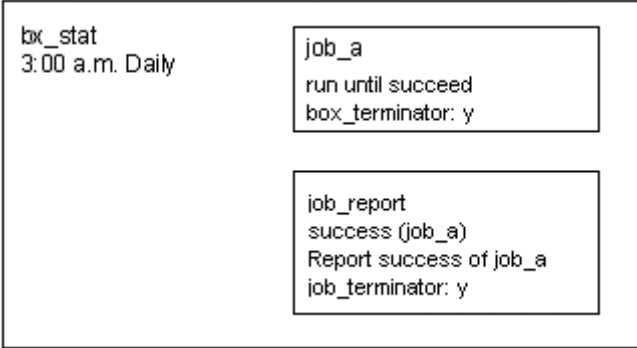 bx_stat
3:00 a.m. Daily
job_a
run until succeed
box_terminator: y
job_report
success (job_a)
Report success of job_a
job_terminator: y